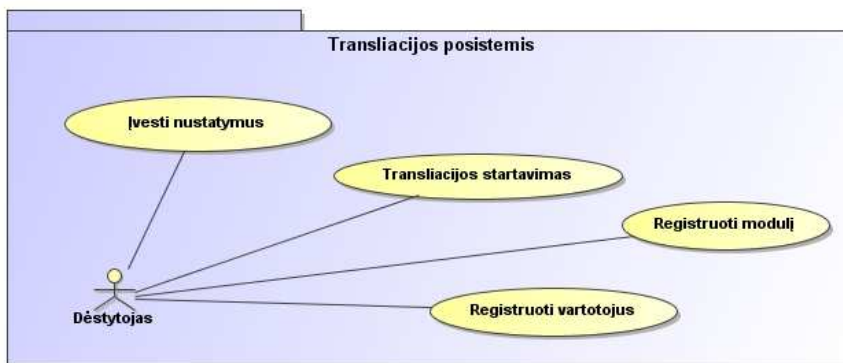 Transliacijos posistemis
Įvesti nustatymus
Transliacijos startavimas
Registruoti modulį
Registruoti vartotojus
Dėstytojas